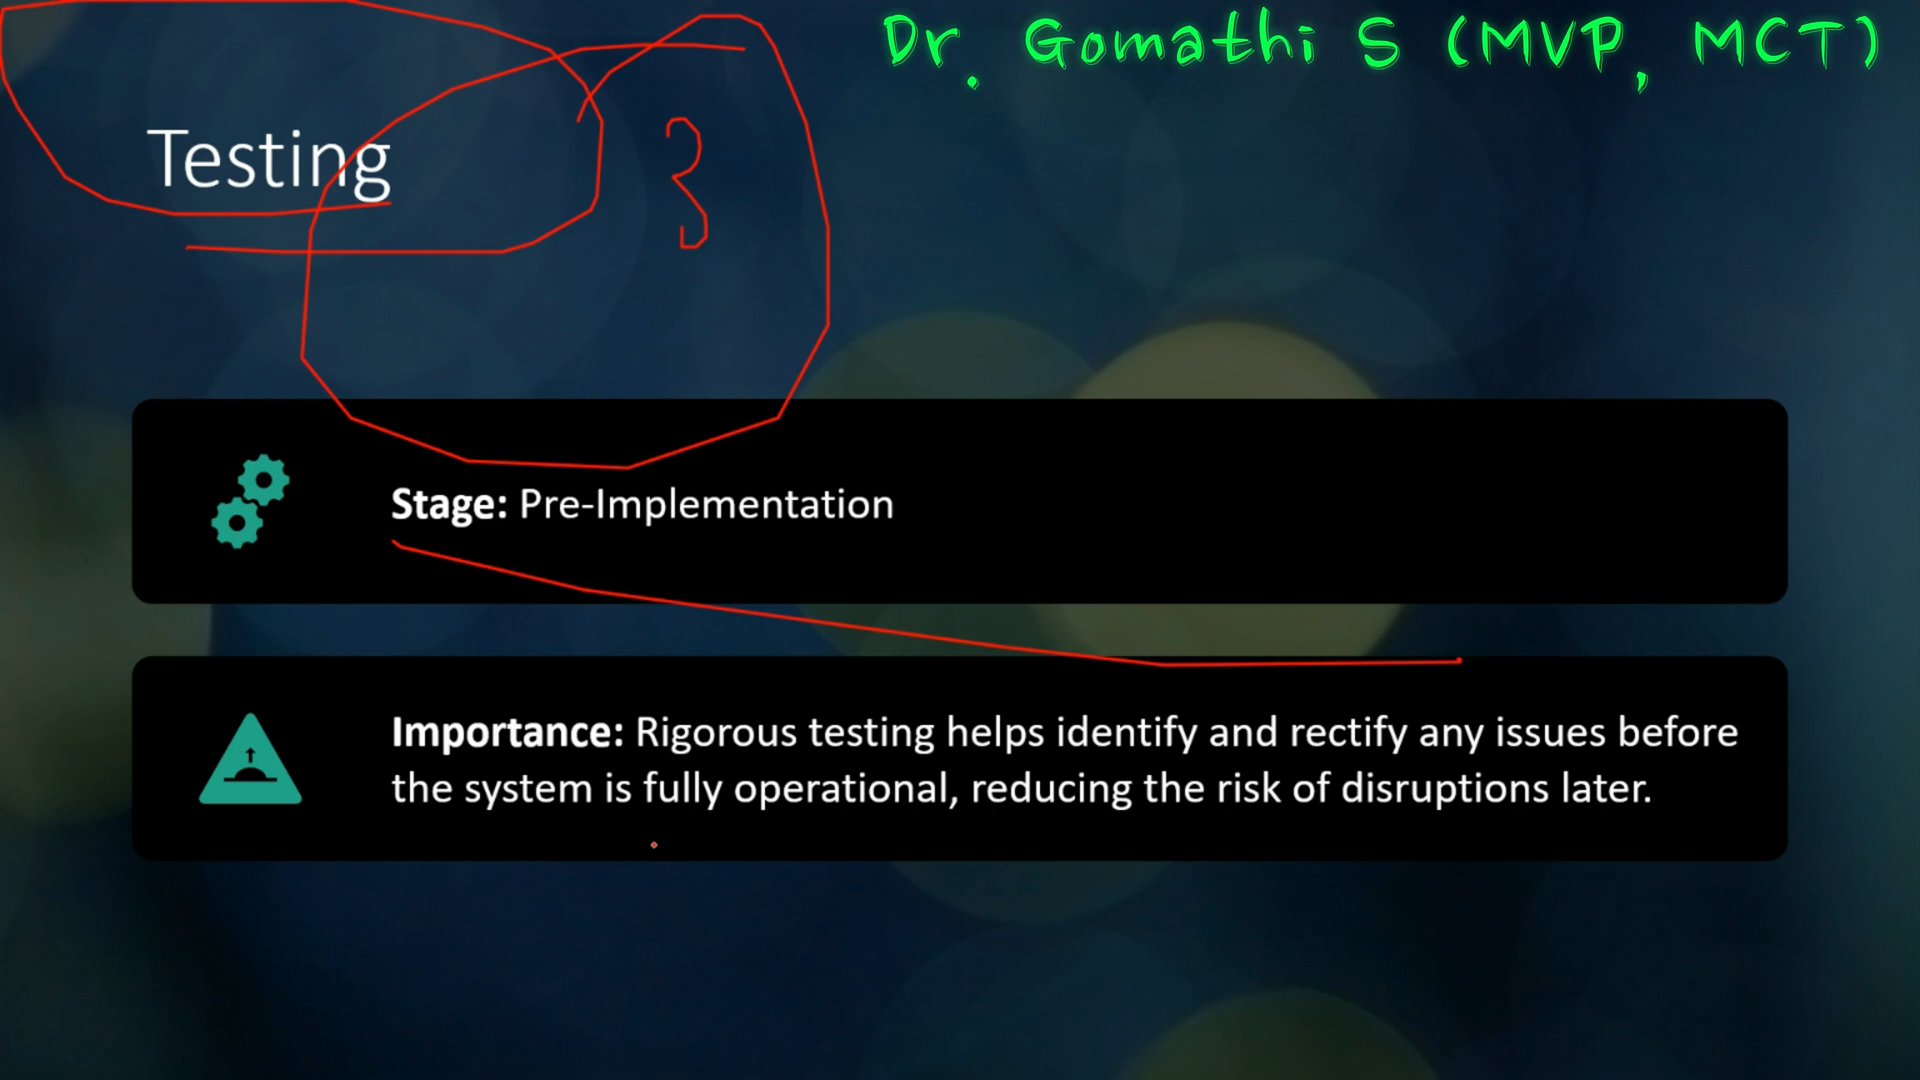 Dr. Gomathi S (MVP, MCT)
Testing
3
Stage: Pre-Implementation
Importance: Rigorous testing helps identify and rectify any issues before
the system is fully operational, reducing the risk of disruptions later.